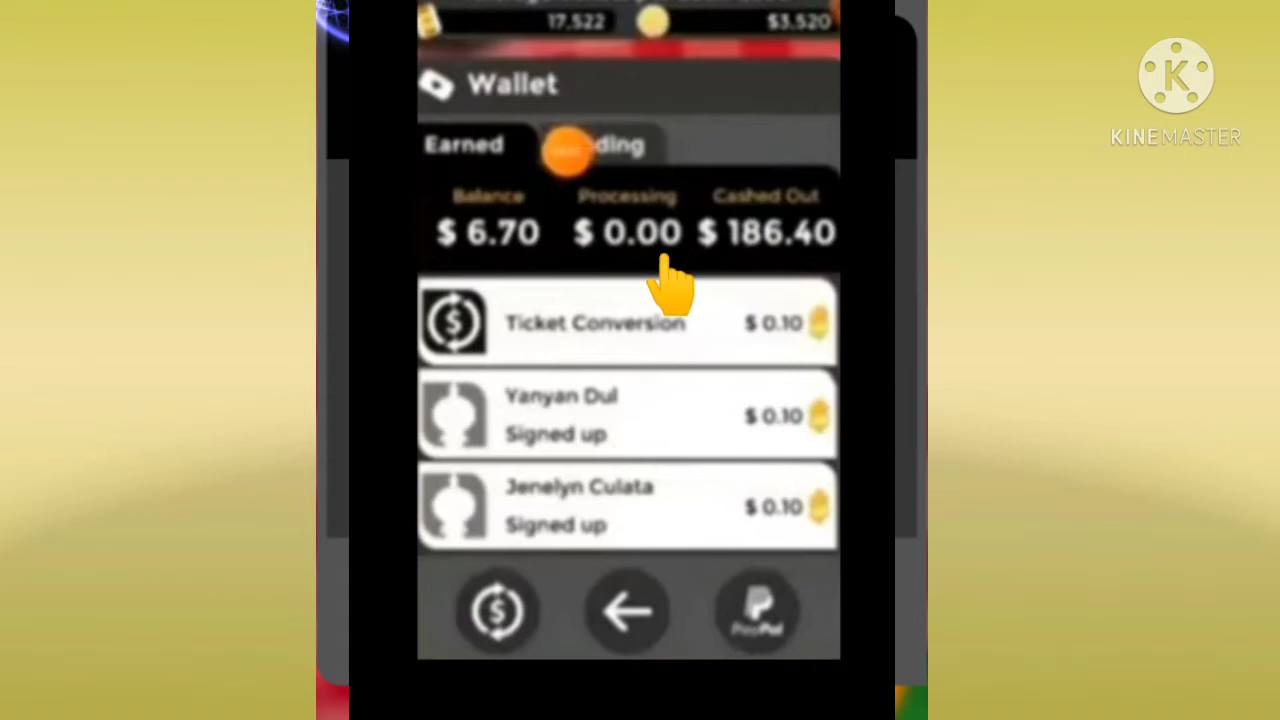 17,522
$3,520
Wallet
Earned
ding
Balance
Processing
Cashed Out
$ 6.70
$ 0.00
$ 186.40
Ticket Conversion
$ 0.10
Yanyan Dul
Signed up
$ 0.10
Jenelyn Culata
Signed up
$ 0.10
PayPal
K
KINEMASTER